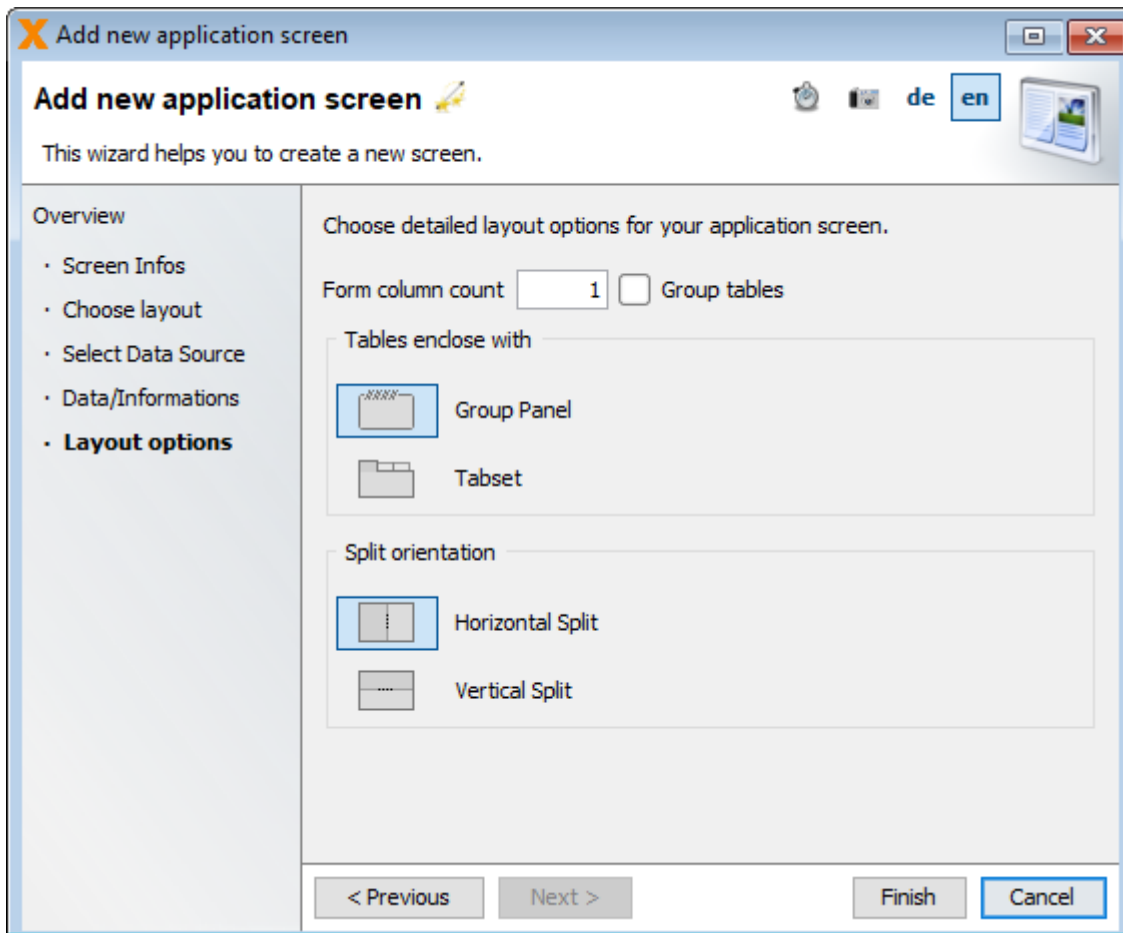 Add new application screen
Add new application screen
de en
This wizard helps you to create a new screen.
Overview
· Screen Infos
· Choose layout
· Select Data Source
· Data/Informations
· Layout options
Choose detailed layout options for your application screen.
Form column count 1 Group tables
Tables enclose with
Group Panel
Tabset
Split orientation
Horizontal Split
Vertical Split
< Previous Next > Finish Cancel